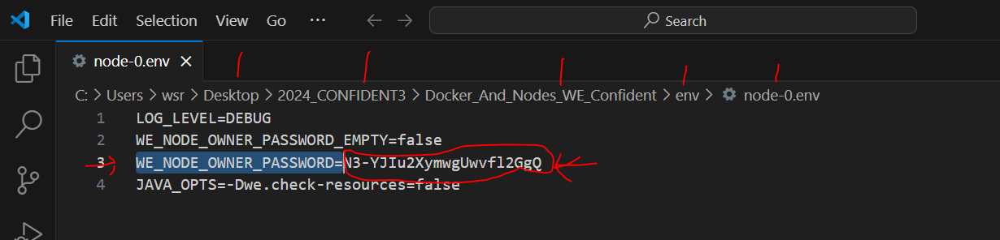 File Edit Selection View Go ··· Search
node-0.env
C: > Users > wsr > Desktop > 2024_CONFIDENT3 > Docker_And_Nodes_WE_Confident > env > node-0.env
1 LOG_LEVEL=DEBUG
2 WE_NODE_OWNER_PASSWORD_EMPTY=false
3 WE_NODE_OWNER_PASSWORD=N3-YJIu2XymwgUwvfl2GgQ
4 JAVA_OPTS=-Dwe.check-resources=false